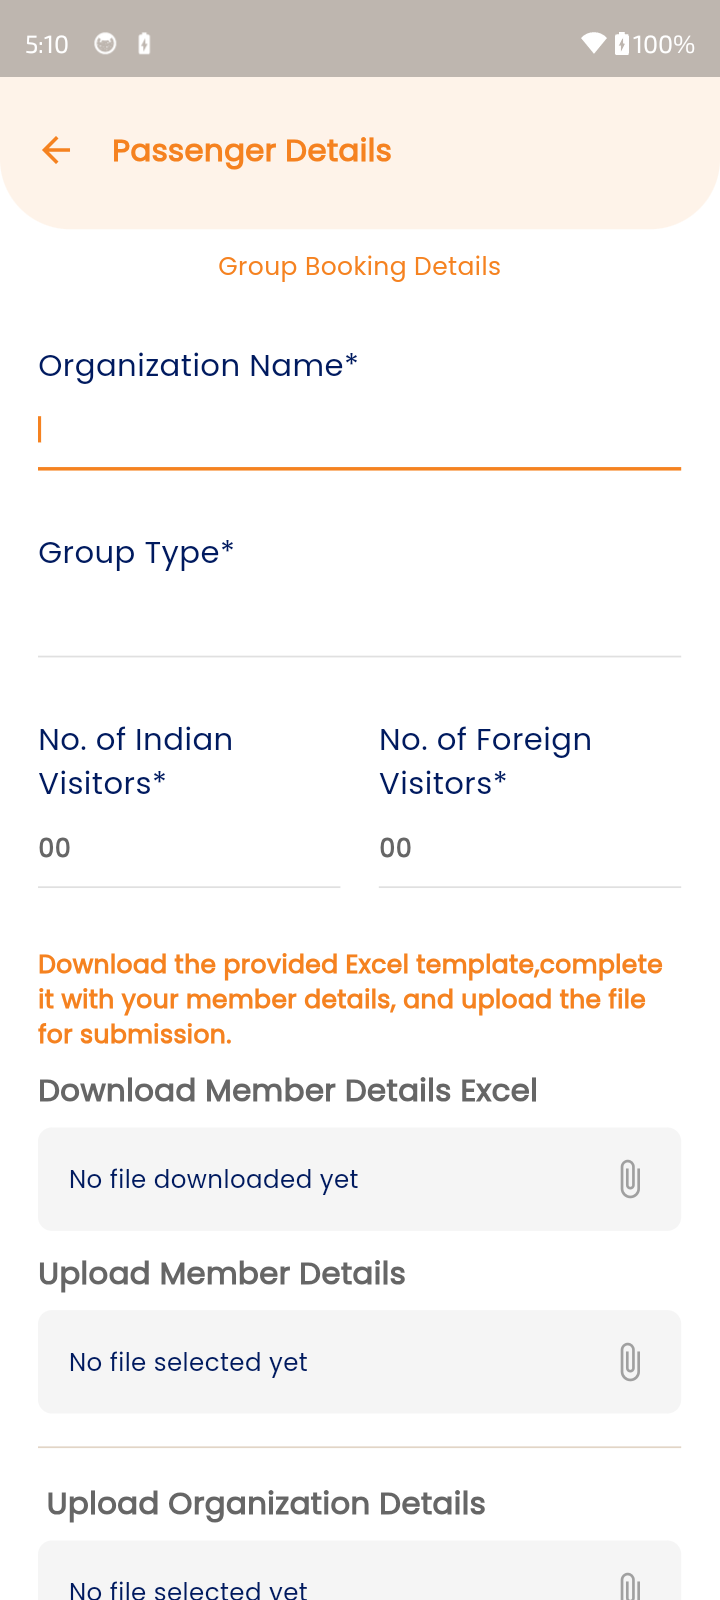 5:10 100%
Passenger Details
Group Booking Details
Organization Name*
Group Type*
No. of Indian
Visitors*
No. of Foreign
Visitors*
00
00
Download the provided Excel template,complete
it with your member details, and upload the file
for submission.
Download Member Details Excel
No file downloaded yet
Upload Member Details
No file selected yet
Upload Organization Details
No file selected yet